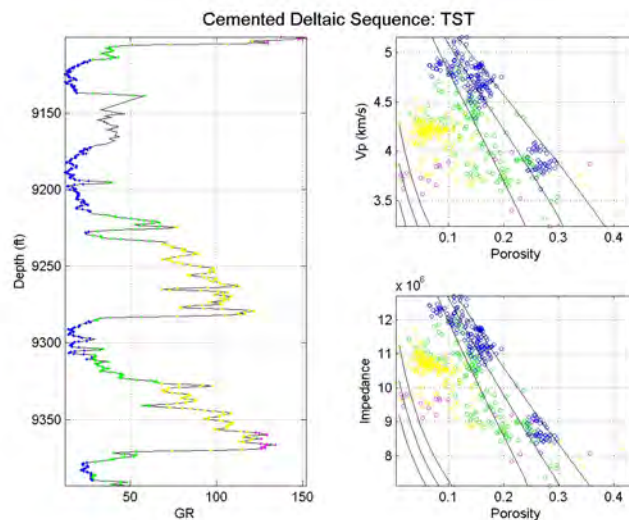 Cemented Deltaic Sequence: TST
5
4.5
4
3.5
Vp (km/s)
0.1 0.2 0.3 0.4
Porosity
9150
9200
9250
9300
9350
Depth (ft)
50 100 150
GR
x 10^6
12
11
10
9
8
Impedance
0.1 0.2 0.3 0.4
Porosity